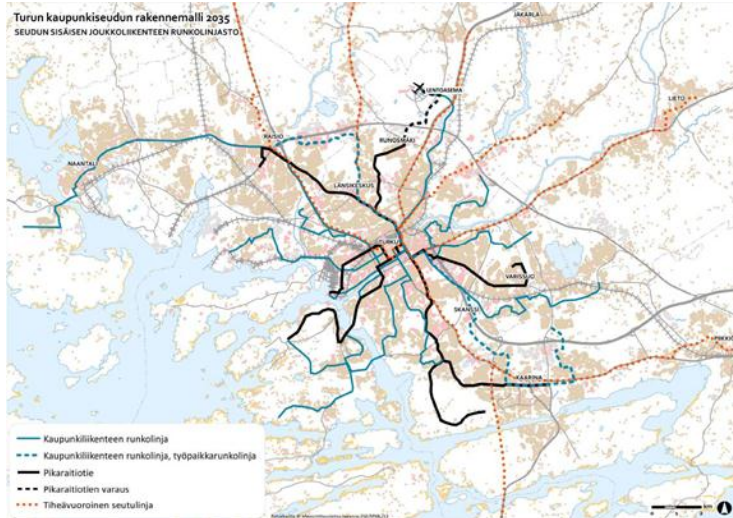 Turun kaupunkiseudun rakennemalli 2035
SEUDUN SISÄISEN JOUKKOLIIKENTEEN RUNKOLINJASTO
JÄKÄRLÄ
LENTOASEMA
LIETO
RAISIO
RUNOSMÄKI
NAANTALI
LÄNSIKESKUS
TURKU
VARISSUO
SKANSSI
PIIKKIÖ
KAARINA
Kaupunkiliikenteen runkolinja
Kaupunkiliikenteen runkolinja, työpaikkarunkolinja
Pikaraitiotie
Pikaraitiotien varaus
Tiheävuoroinen seutulinja
km